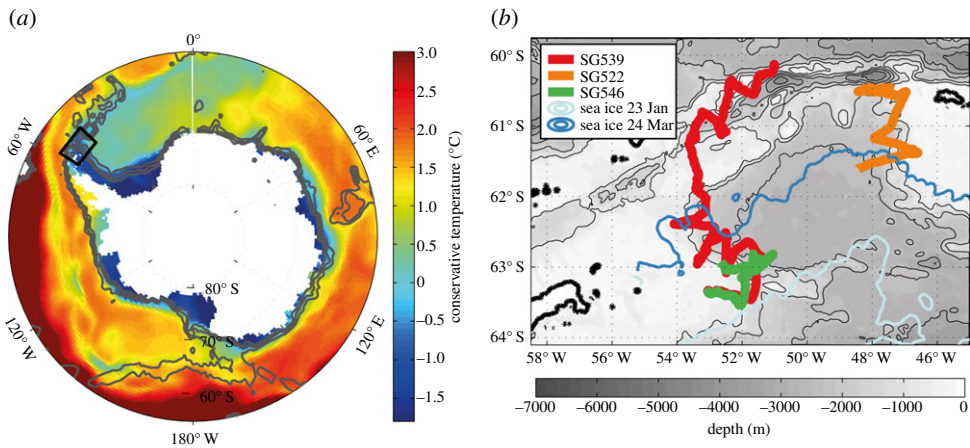 (a)
0°
60° W
60° E
120° W
120° E
80° S
70° S
60° S
180° W
3.0
2.5
2.0
1.5
1.0
0.5
0
−0.5
−1.0
−1.5
conservative temperature (°C)
(b)
SG539
SG522
SG546
sea ice 23 Jan
sea ice 24 Mar
60° S
61° S
62° S
63° S
64° S
58° W
56° W
54° W
52° W
50° W
48° W
46° W
−7000 −6000 −5000 −4000 −3000 −2000 −1000 0
depth (m)